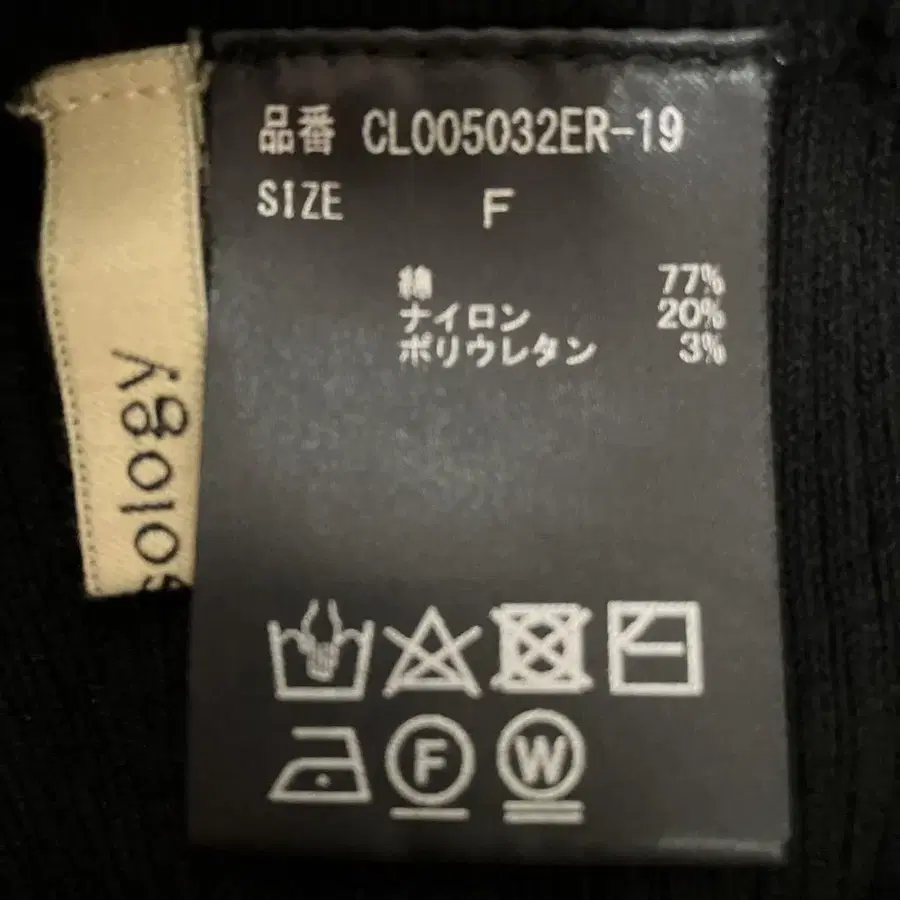 品番 CL005032ER-19
SIZE F
綿 77%
ナイロン 20%
ポリウレタン 3%
F
W
sology